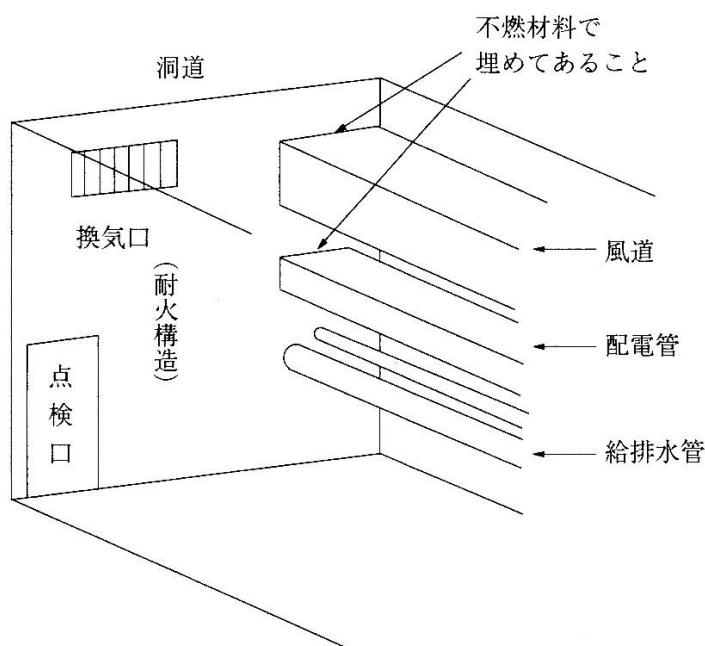 不燃材料で
埋めてあること
洞道
換気口
(耐火構造)
風道
配電管
点検口
給排水管